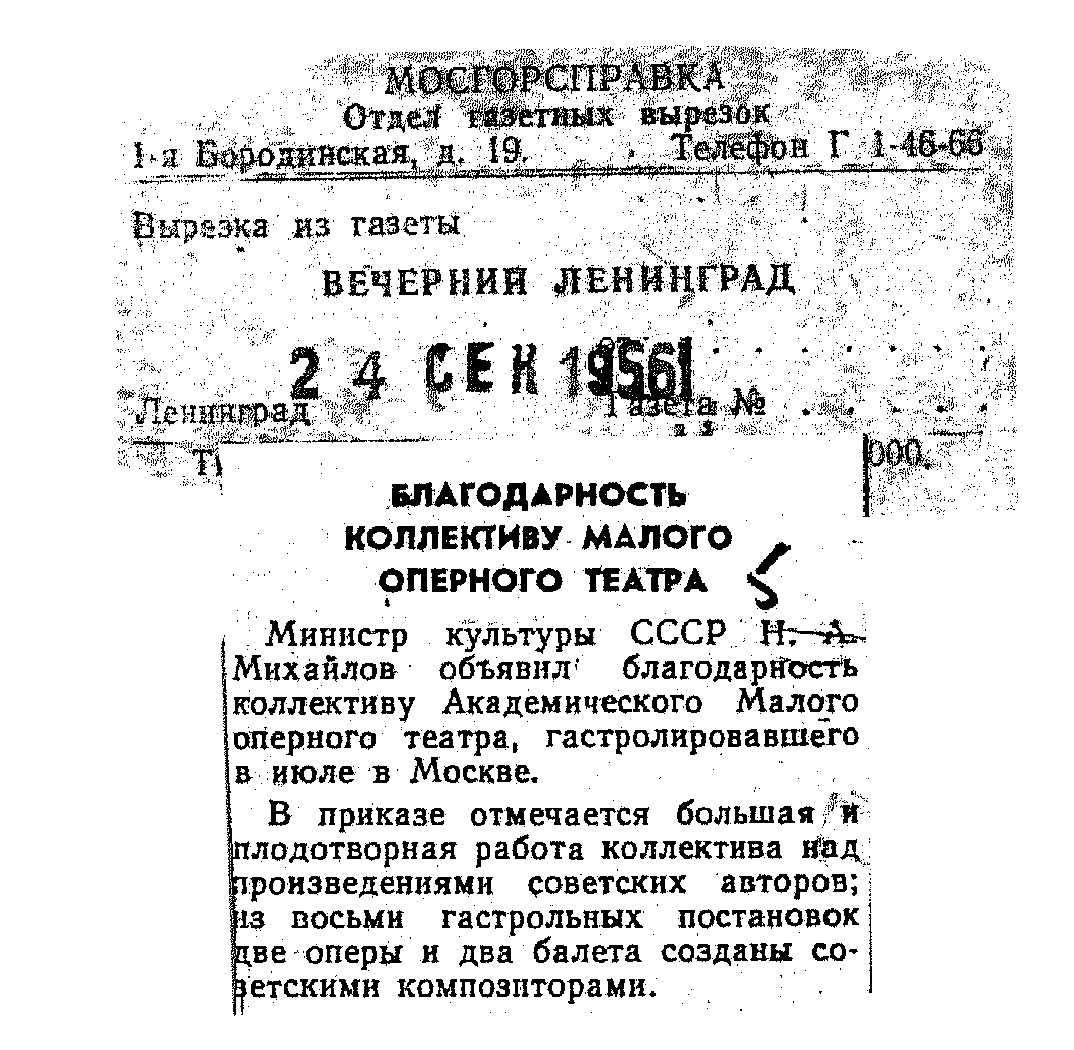 МОСГОРСПРАВКА
Отдел газетных вырезок
1-я Бородинская, д. 19. Телефон Г 1-46-66
Вырезка из газеты
ВЕЧЕРНИЙ ЛЕНИНГРАД
24 СЕН 1956
Ленинград Газета № . . . . .
000.
БЛАГОДАРНОСТЬ
КОЛЛЕКТИВУ МАЛОГО
ОПЕРНОГО ТЕАТРА
Министр культуры СССР Н. А.
Михайлов объявил благодарность
коллективу Академического Малого
оперного театра, гастролировавшего
в июле в Москве.
В приказе отмечается большая и
плодотворная работа коллектива над
произведениями советских авторов;
из восьми гастрольных постановок
две оперы и два балета созданы со-
ветскими композиторами.